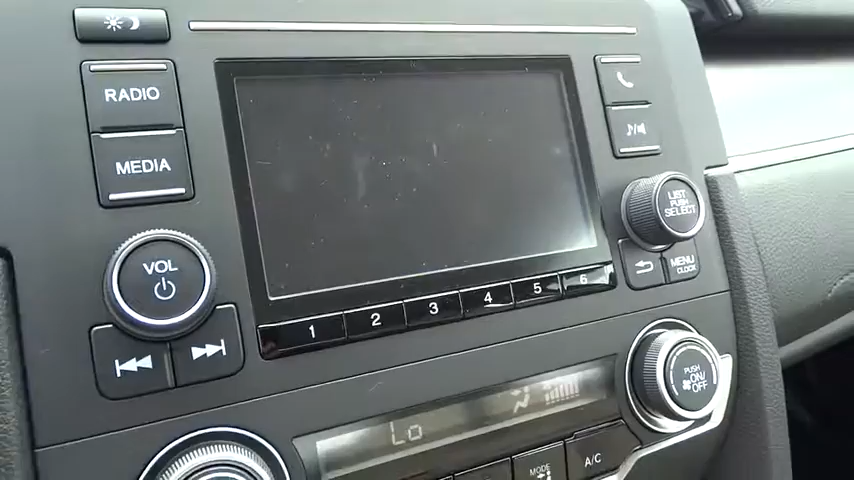 RADIO
MEDIA
VOL
LIST
PUSH
SELECT
MENU
CLOCK
1 2 3 4 5 6
PUSH
ON/
OFF
Lo
MODE
A/C